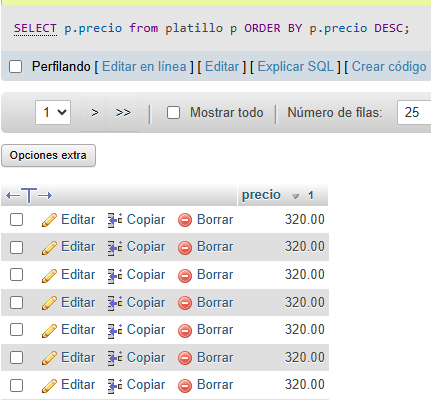 SELECT p.precio from platillo p ORDER BY p.precio DESC;
Perfilando [ Editar en línea ] [ Editar ] [ Explicar SQL ] [ Crear código
1 > >> Mostrar todo Número de filas: 25
Opciones extra
←T→ precio 1
Editar Copiar Borrar 320.00
Editar Copiar Borrar 320.00
Editar Copiar Borrar 320.00
Editar Copiar Borrar 320.00
Editar Copiar Borrar 320.00
Editar Copiar Borrar 320.00
Editar Copiar Borrar 320.00